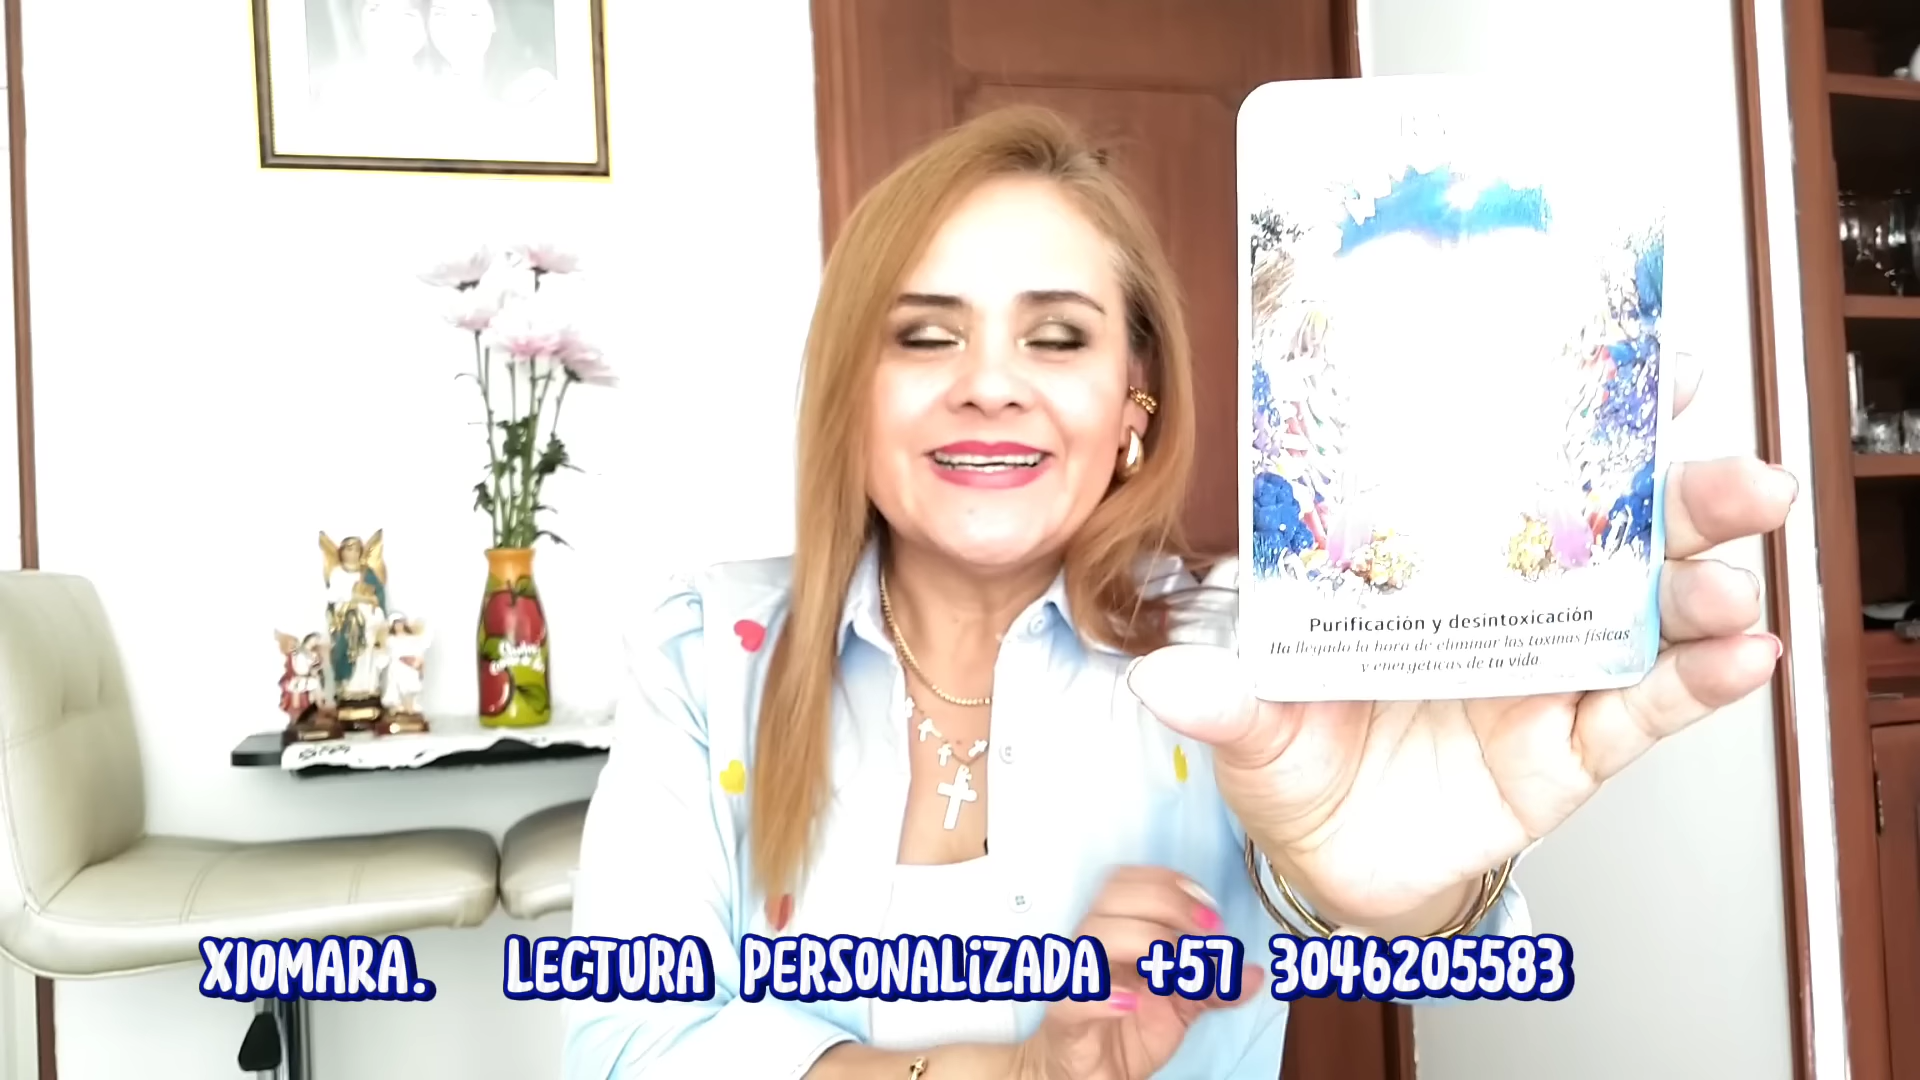 Purificación y desintoxicación
Ha llegado la hora de eliminar las toxinas físicas
y energéticas de tu vida
XIOMARA. LECTURA PERSONALiZADA +57 3046205583